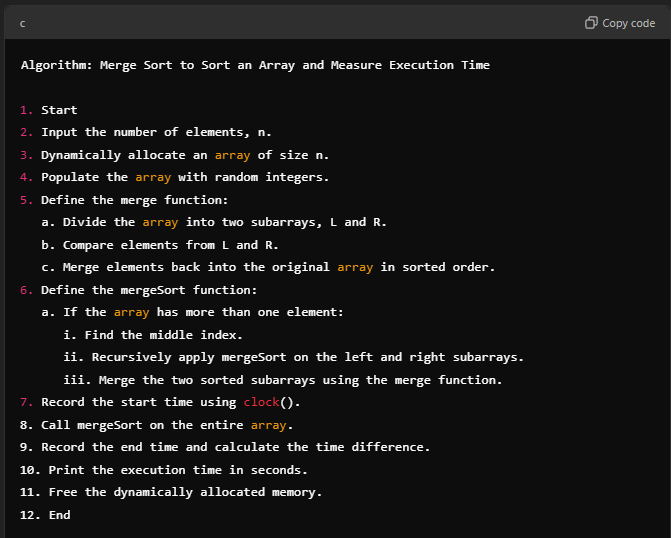 c
Copy code
Algorithm: Merge Sort to Sort an Array and Measure Execution Time
1. Start
2. Input the number of elements, n.
3. Dynamically allocate an array of size n.
4. Populate the array with random integers.
5. Define the merge function:
a. Divide the array into two subarrays, L and R.
b. Compare elements from L and R.
c. Merge elements back into the original array in sorted order.
6. Define the mergeSort function:
a. If the array has more than one element:
i. Find the middle index.
ii. Recursively apply mergeSort on the left and right subarrays.
iii. Merge the two sorted subarrays using the merge function.
7. Record the start time using clock().
8. Call mergeSort on the entire array.
9. Record the end time and calculate the time difference.
10. Print the execution time in seconds.
11. Free the dynamically allocated memory.
12. End